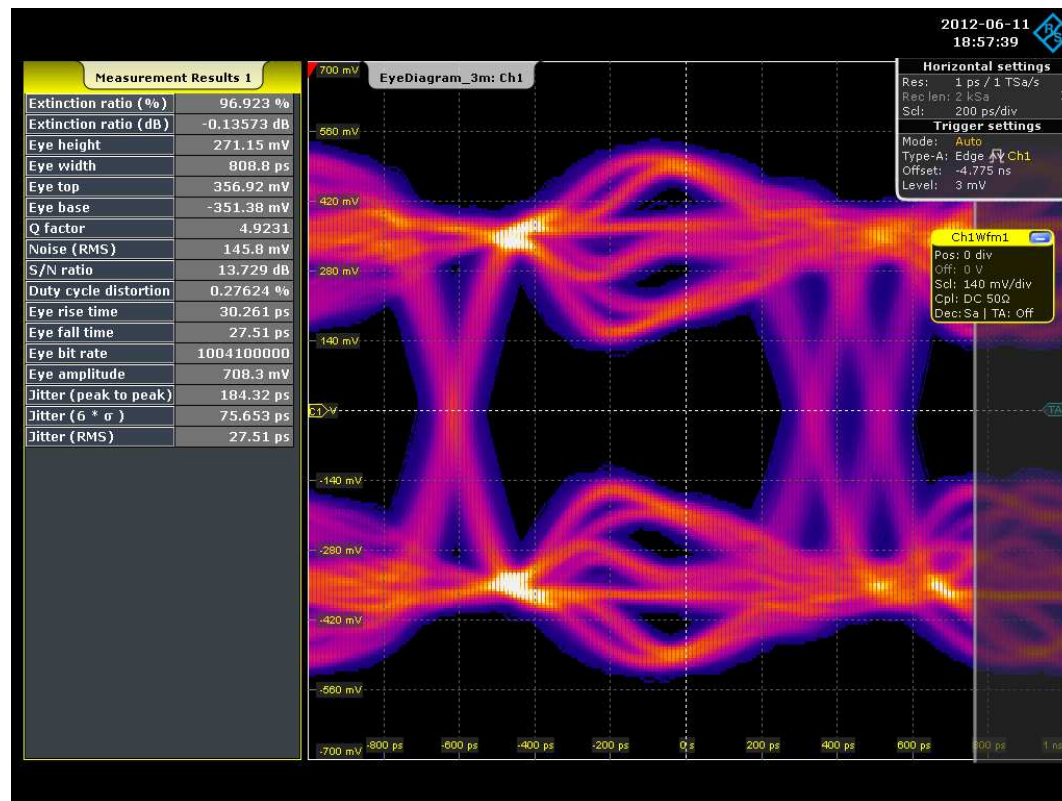 2012-06-11
18:57:39
R&S
Measurement Results 1
Extinction ratio (%) 96.923 %
Extinction ratio (dB) -0.13573 dB
Eye height 271.15 mV
Eye width 808.8 ps
Eye top 356.92 mV
Eye base -351.38 mV
Q factor 4.9231
Noise (RMS) 145.8 mV
S/N ratio 13.729 dB
Duty cycle distortion 0.27624 %
Eye rise time 30.261 ps
Eye fall time 27.51 ps
Eye bit rate 1004100000
Eye amplitude 708.3 mV
Jitter (peak to peak) 184.32 ps
Jitter (6 * σ ) 75.653 ps
Jitter (RMS) 27.51 ps
EyeDiagram_3m: Ch1
700 mV
560 mV
420 mV
280 mV
140 mV
C1
-140 mV
-280 mV
-420 mV
-560 mV
-700 mV
-800 ps -600 ps -400 ps -200 ps 0 s 200 ps 400 ps 600 ps 800 ps 1 ns
Horizontal settings
Res: 1 ps / 1 TSa/s
Rec len: 2 kSa
Scl: 200 ps/div
Trigger settings
Mode: Auto
Type-A: Edge Ch1
Offset: -4.775 ns
Level: 3 mV
Ch1Wfm1
Pos: 0 div
Off: 0 V
Scl: 140 mV/div
Cpl: DC 50Ω
Dec: Sa | TA: Off
TA